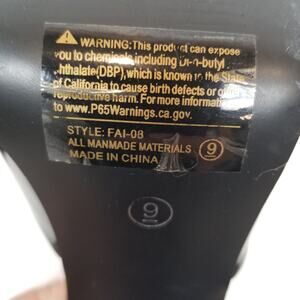 ⚠ WARNING: This product can expose
you to chemicals including Di-n-butyl
hthalate(DBP), which is known to the State
of California to cause birth defects or other
reproductive harm. For more information
to www.P65Warnings.ca.gov.
STYLE: FAI-08
ALL MANMADE MATERIALS 9
MADE IN CHINA
9